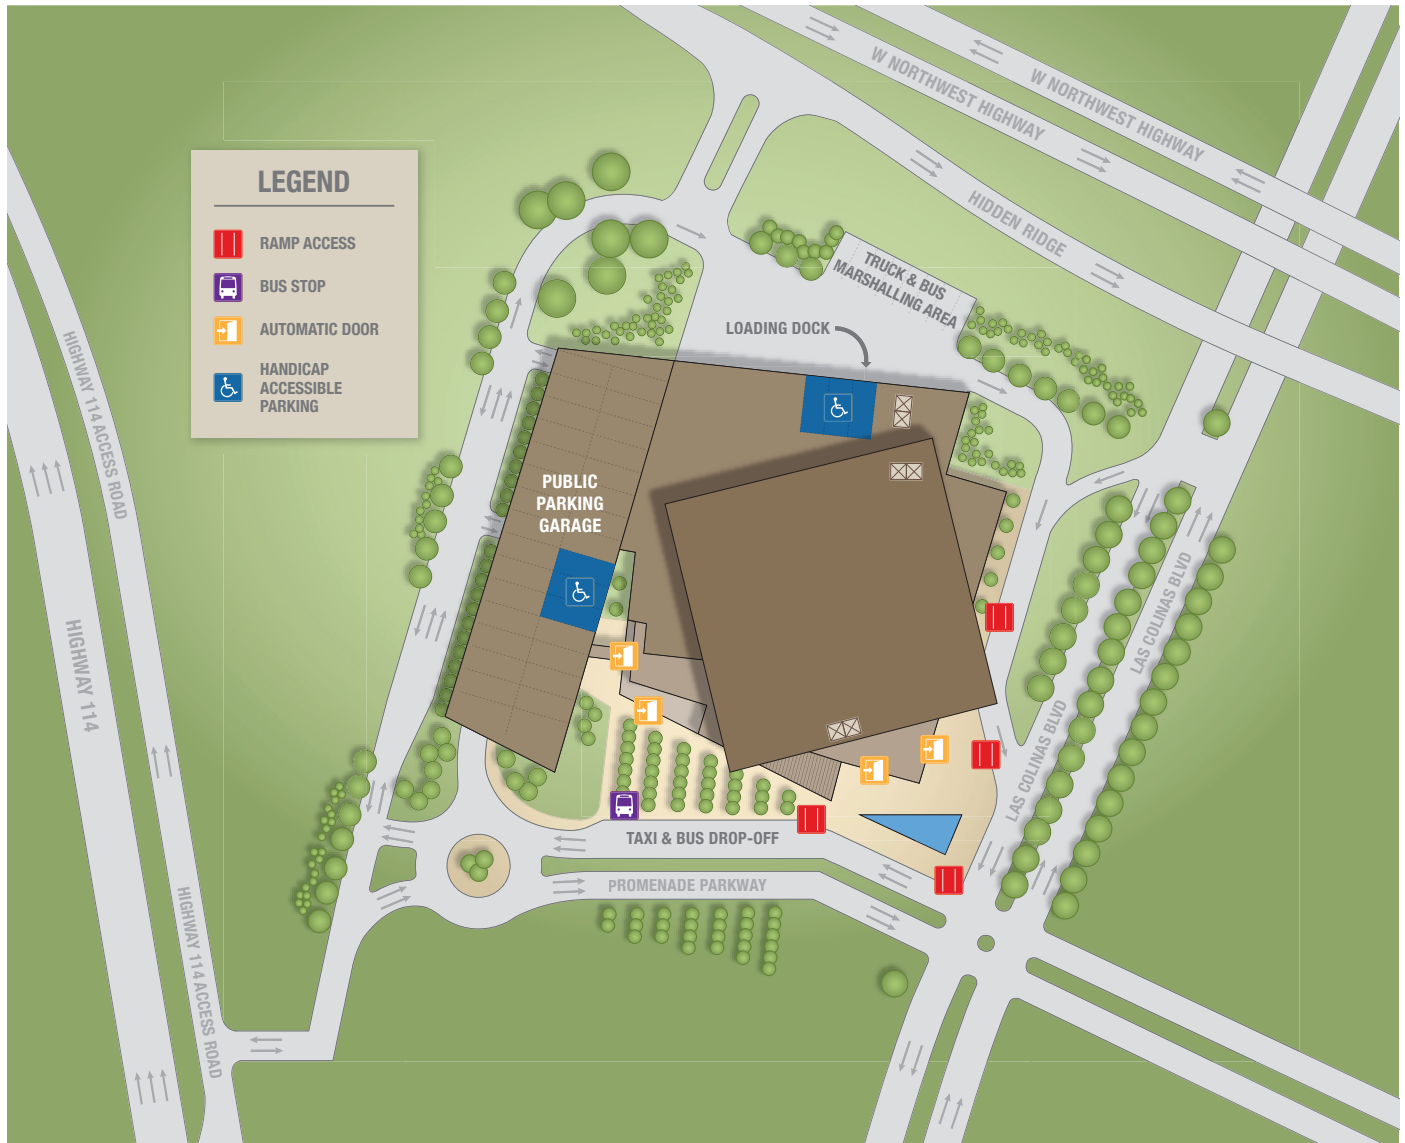 W NORTHWEST HIGHWAY
W NORTHWEST HIGHWAY
LEGEND
RAMP ACCESS
BUS STOP
AUTOMATIC DOOR
HANDICAP
ACCESSIBLE
PARKING
HIDDEN RIDGE
TRUCK & BUS
MARSHALLING AREA
LOADING DOCK
HIGHWAY 114 ACCESS ROAD
PUBLIC
PARKING
GARAGE
HIGHWAY 114
LAS COLINAS BLVD
LAS COLINAS BLVD
TAXI & BUS DROP-OFF
PROMENADE PARKWAY
HIGHWAY 114 ACCESS ROAD